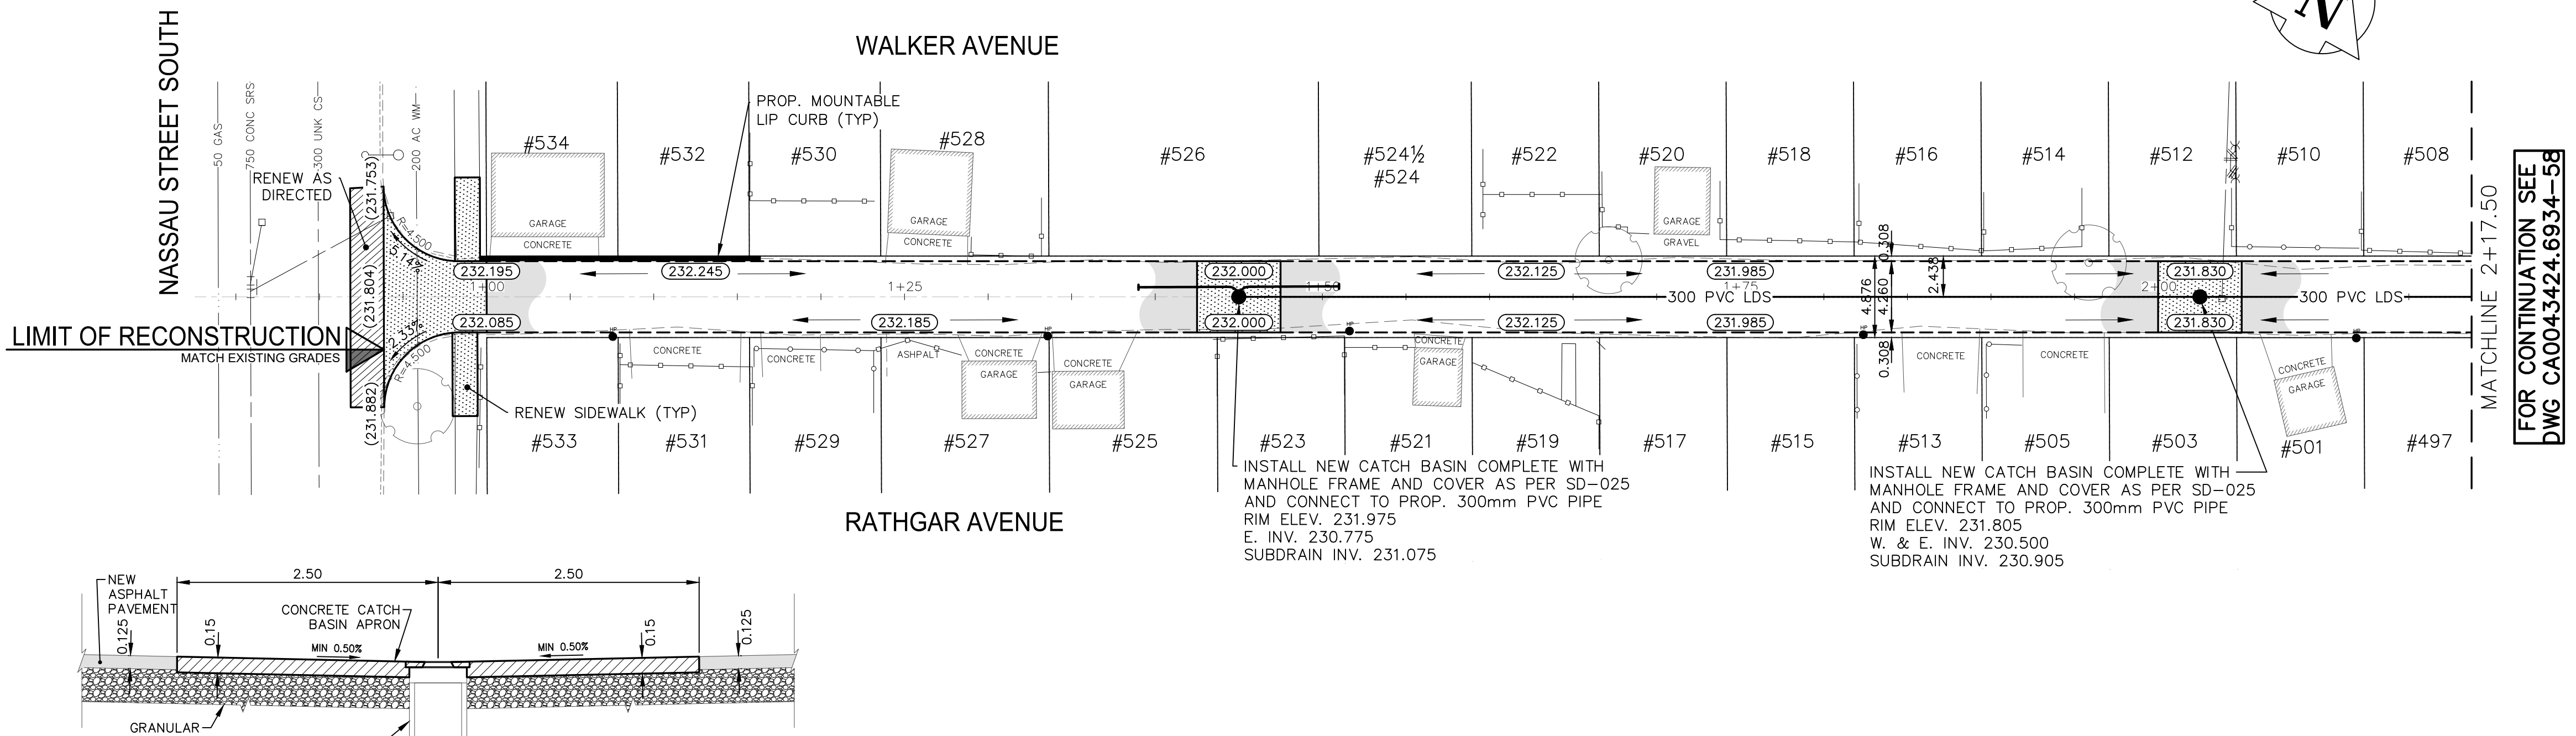 WALKER AVENUE
N
NASSAU STREET SOUTH
50 GAS
750 CONC SRS
300 UNK CS
200 AC WM
PROP. MOUNTABLE
LIP CURB (TYP)
RENEW AS
DIRECTED
(231.753)
(231.804)
(231.882)
R=4.500
5.14%
2.33%
R=4.500
LIMIT OF RECONSTRUCTION
MATCH EXISTING GRADES
RENEW SIDEWALK (TYP)
#534
#532
#530
#528
#526
#524½
#524
#522
#520
#518
#516
#514
#512
#510
#508
GARAGE
CONCRETE
GARAGE
CONCRETE
GARAGE
GRAVEL
232.195
232.245
232.000
232.125
231.985
231.830
1+00
1+25
1+50
1+75
2+00
300 PVC LDS
300 PVC LDS
232.085
232.185
232.000
232.125
231.985
231.830
0.308
2.438
4.876
4.260
0.308
HP
HP
HP
HP
HP
CONCRETE
CONCRETE
ASHPALT
CONCRETE
GARAGE
CONCRETE
GARAGE
CONCRETE
GARAGE
CONCRETE
CONCRETE
CONCRETE
GARAGE
#533
#531
#529
#527
#525
#523
#521
#519
#517
#515
#513
#505
#503
#501
#497
MATCHLINE 2+17.50
FOR CONTINUATION SEE
DWG CA0043424.6934-58
INSTALL NEW CATCH BASIN COMPLETE WITH
MANHOLE FRAME AND COVER AS PER SD-025
AND CONNECT TO PROP. 300mm PVC PIPE
RIM ELEV. 231.975
E. INV. 230.775
SUBDRAIN INV. 231.075
INSTALL NEW CATCH BASIN COMPLETE WITH
MANHOLE FRAME AND COVER AS PER SD-025
AND CONNECT TO PROP. 300mm PVC PIPE
RIM ELEV. 231.805
W. & E. INV. 230.500
SUBDRAIN INV. 230.905
RATHGAR AVENUE
NEW
ASPHALT
PAVEMENT
2.50
2.50
CONCRETE CATCH
BASIN APRON
0.125
0.15
MIN 0.50%
MIN 0.50%
0.15
0.125
GRANULAR